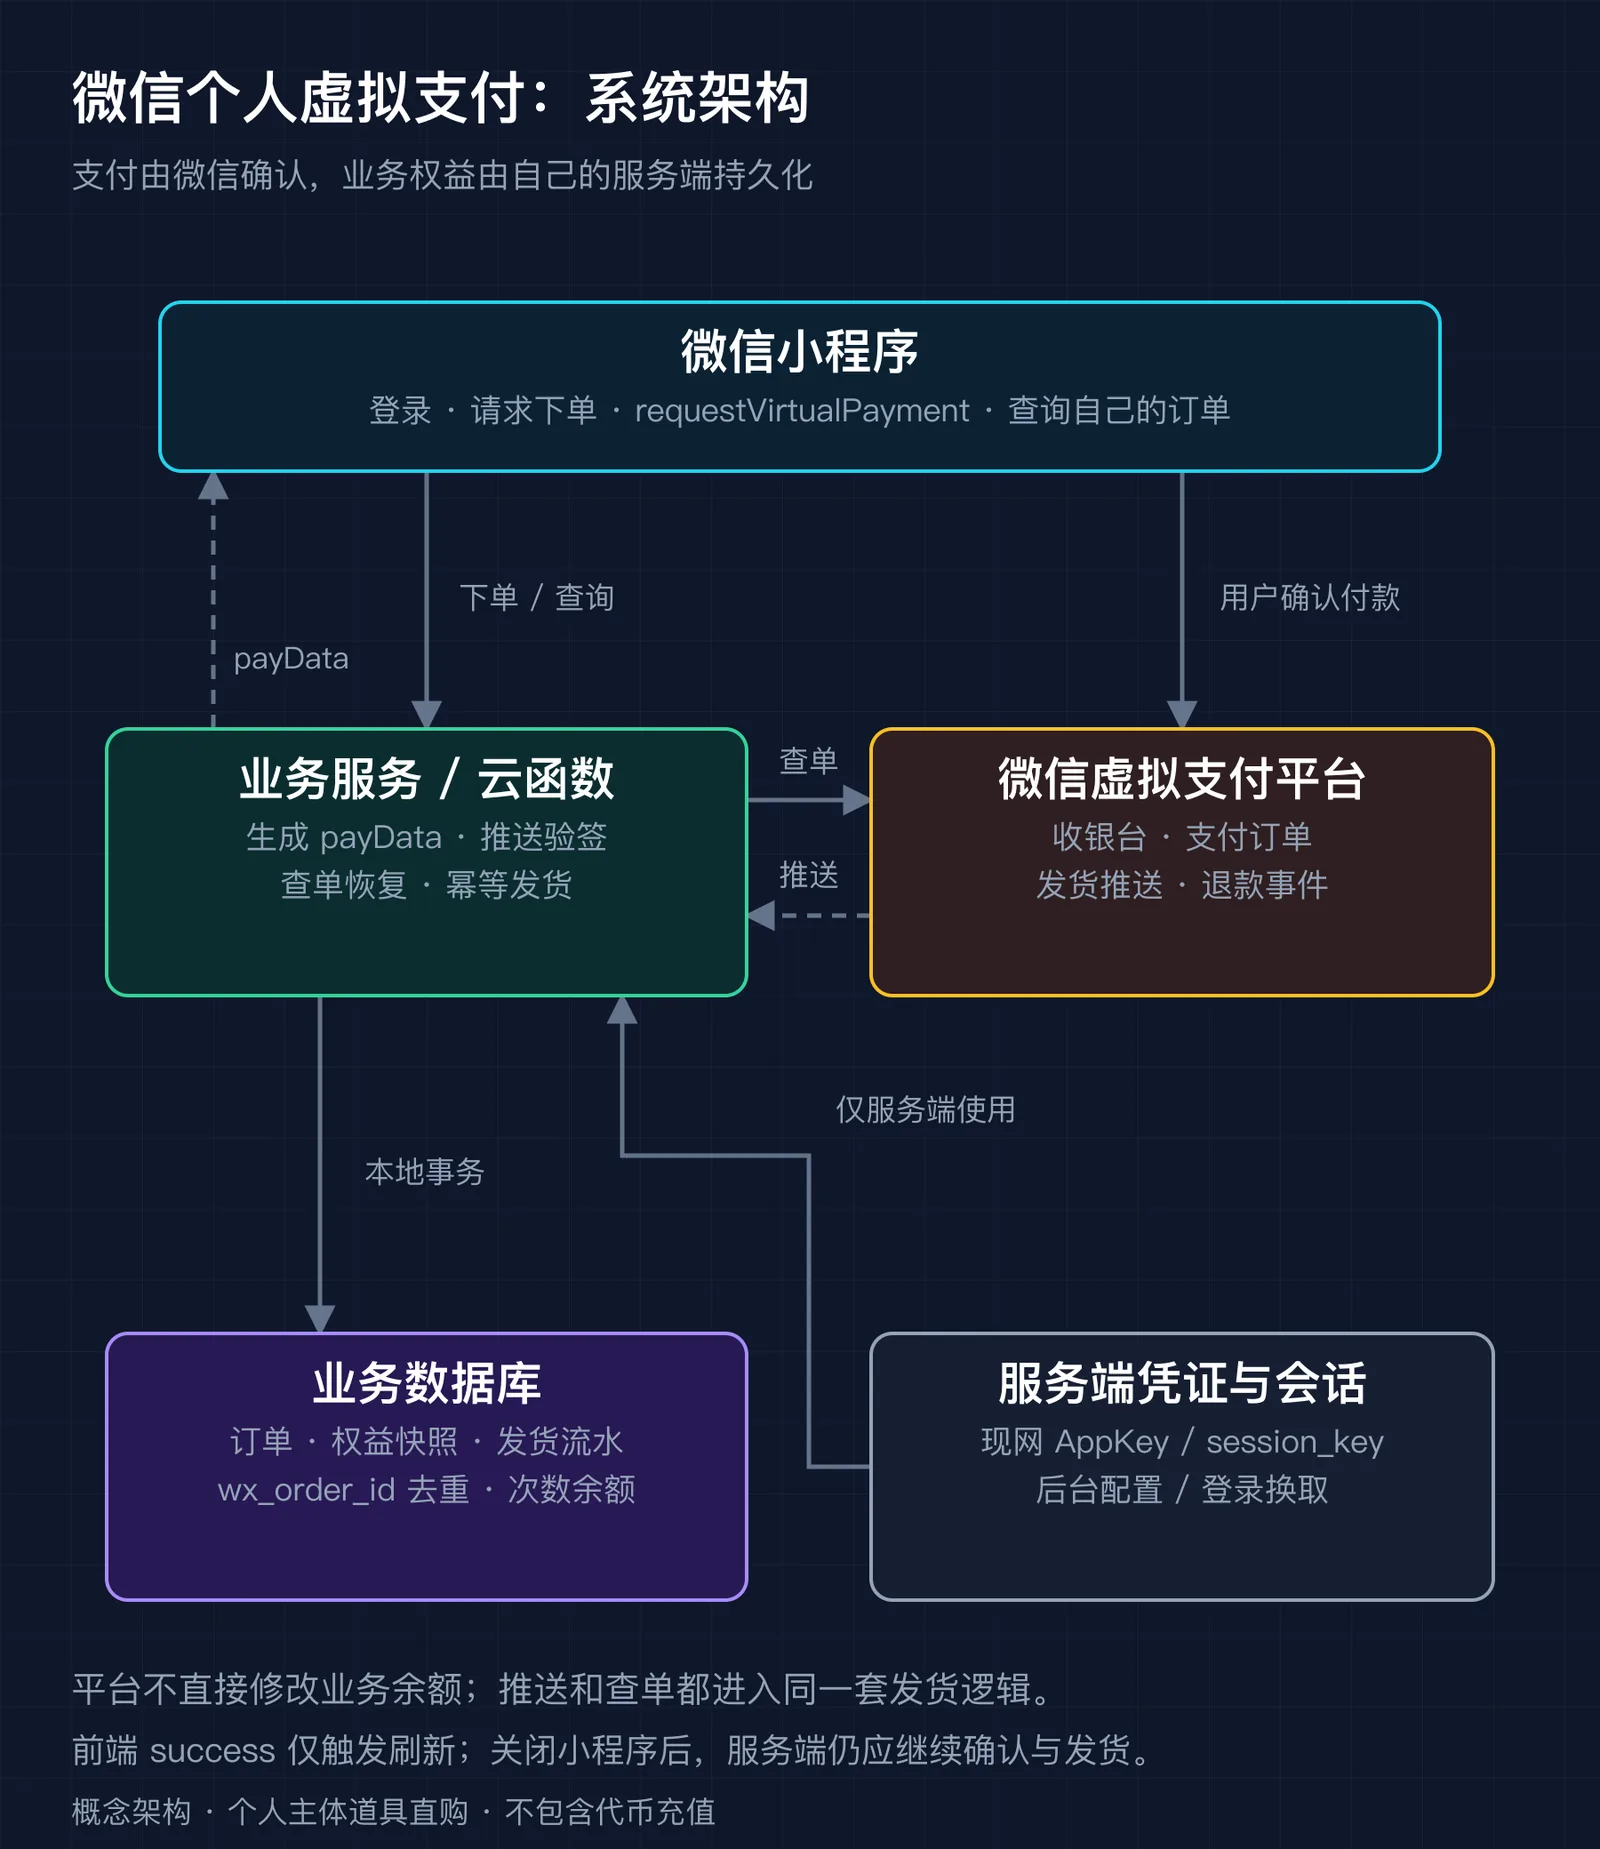 微信个人虚拟支付：系统架构
支付由微信确认，业务权益由自己的服务端持久化
微信小程序
登录 · 请求下单 · requestVirtualPayment · 查询自己的订单
下单 / 查询
用户确认付款
payData
业务服务 / 云函数
生成 payData · 推送验签
查单恢复 · 幂等发货
查单
推送
微信虚拟支付平台
收银台 · 支付订单
发货推送 · 退款事件
仅服务端使用
本地事务
业务数据库
订单 · 权益快照 · 发货流水
wx_order_id 去重 · 次数余额
服务端凭证与会话
现网 AppKey / session_key
后台配置 / 登录换取
平台不直接修改业务余额；推送和查单都进入同一套发货逻辑。
前端 success 仅触发刷新；关闭小程序后，服务端仍应继续确认与发货。
概念架构 · 个人主体道具直购 · 不包含代币充值